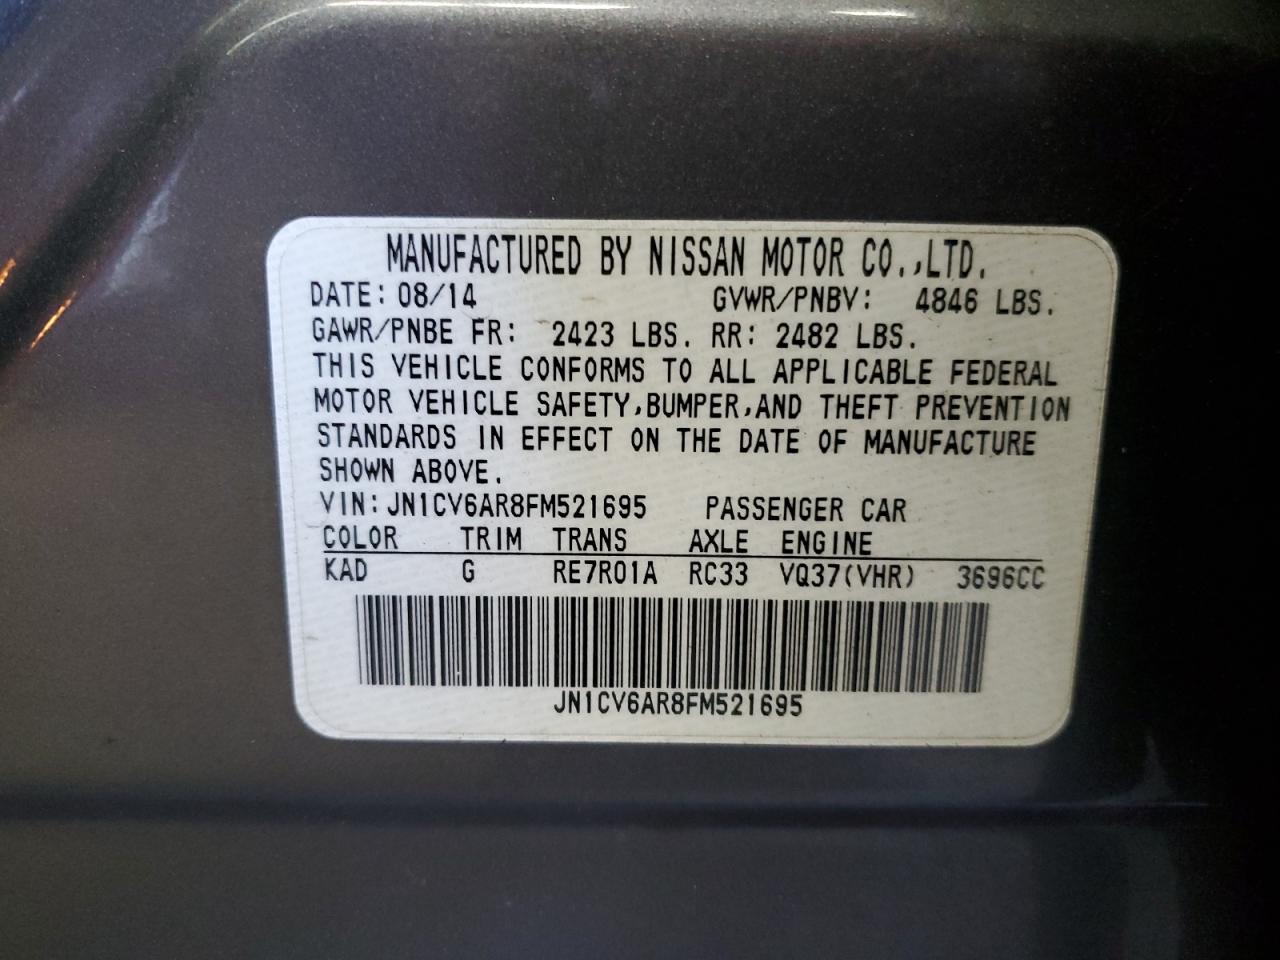 MANUFACTURED BY NISSAN MOTOR CO.,LTD.
DATE: 08/14 GVWR/PNBV: 4846 LBS.
GAWR/PNBE FR: 2423 LBS. RR: 2482 LBS.
THIS VEHICLE CONFORMS TO ALL APPLICABLE FEDERAL
MOTOR VEHICLE SAFETY,BUMPER,AND THEFT PREVENTION
STANDARDS IN EFFECT ON THE DATE OF MANUFACTURE
SHOWN ABOVE.
VIN:JN1CV6AR8FM521695 PASSENGER CAR
COLOR TRIM TRANS AXLE ENGINE
KAD G RE7R01A RC33 VQ37(VHR) 3696CC
JN1CV6AR8FM521695